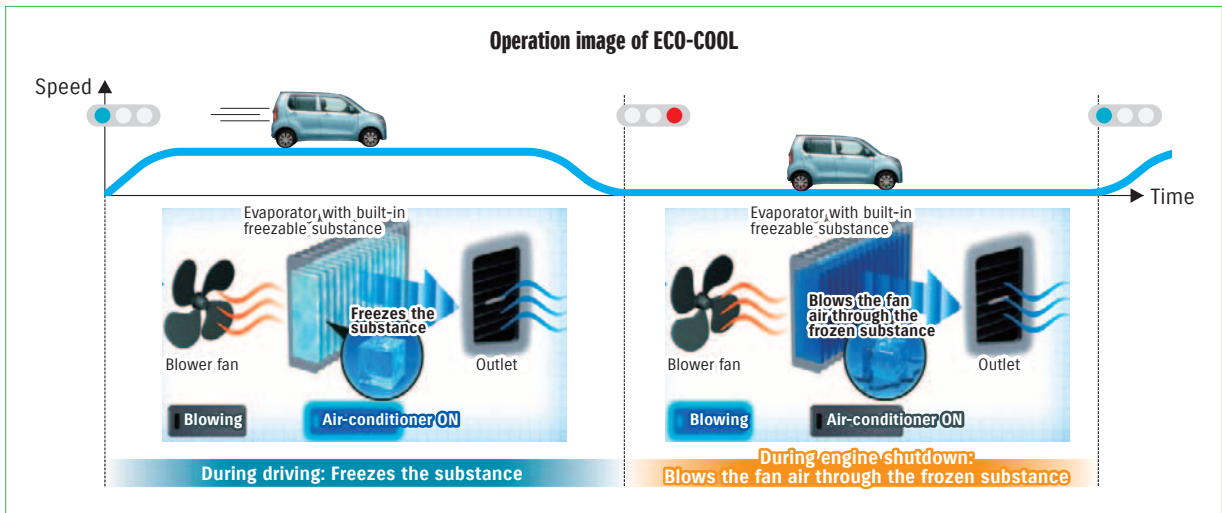 Operation image of ECO-COOL
Speed
Time
Evaporator with built-in
freezable substance
Freezes the
substance
Blower fan
Outlet
Blowing
Air-conditioner ON
Evaporator with built-in
freezable substance
Blows the fan
air through the
frozen substance
Blower fan
Outlet
Blowing
Air-conditioner ON
During driving: Freezes the substance
During engine shutdown:
Blows the fan air through the frozen substance